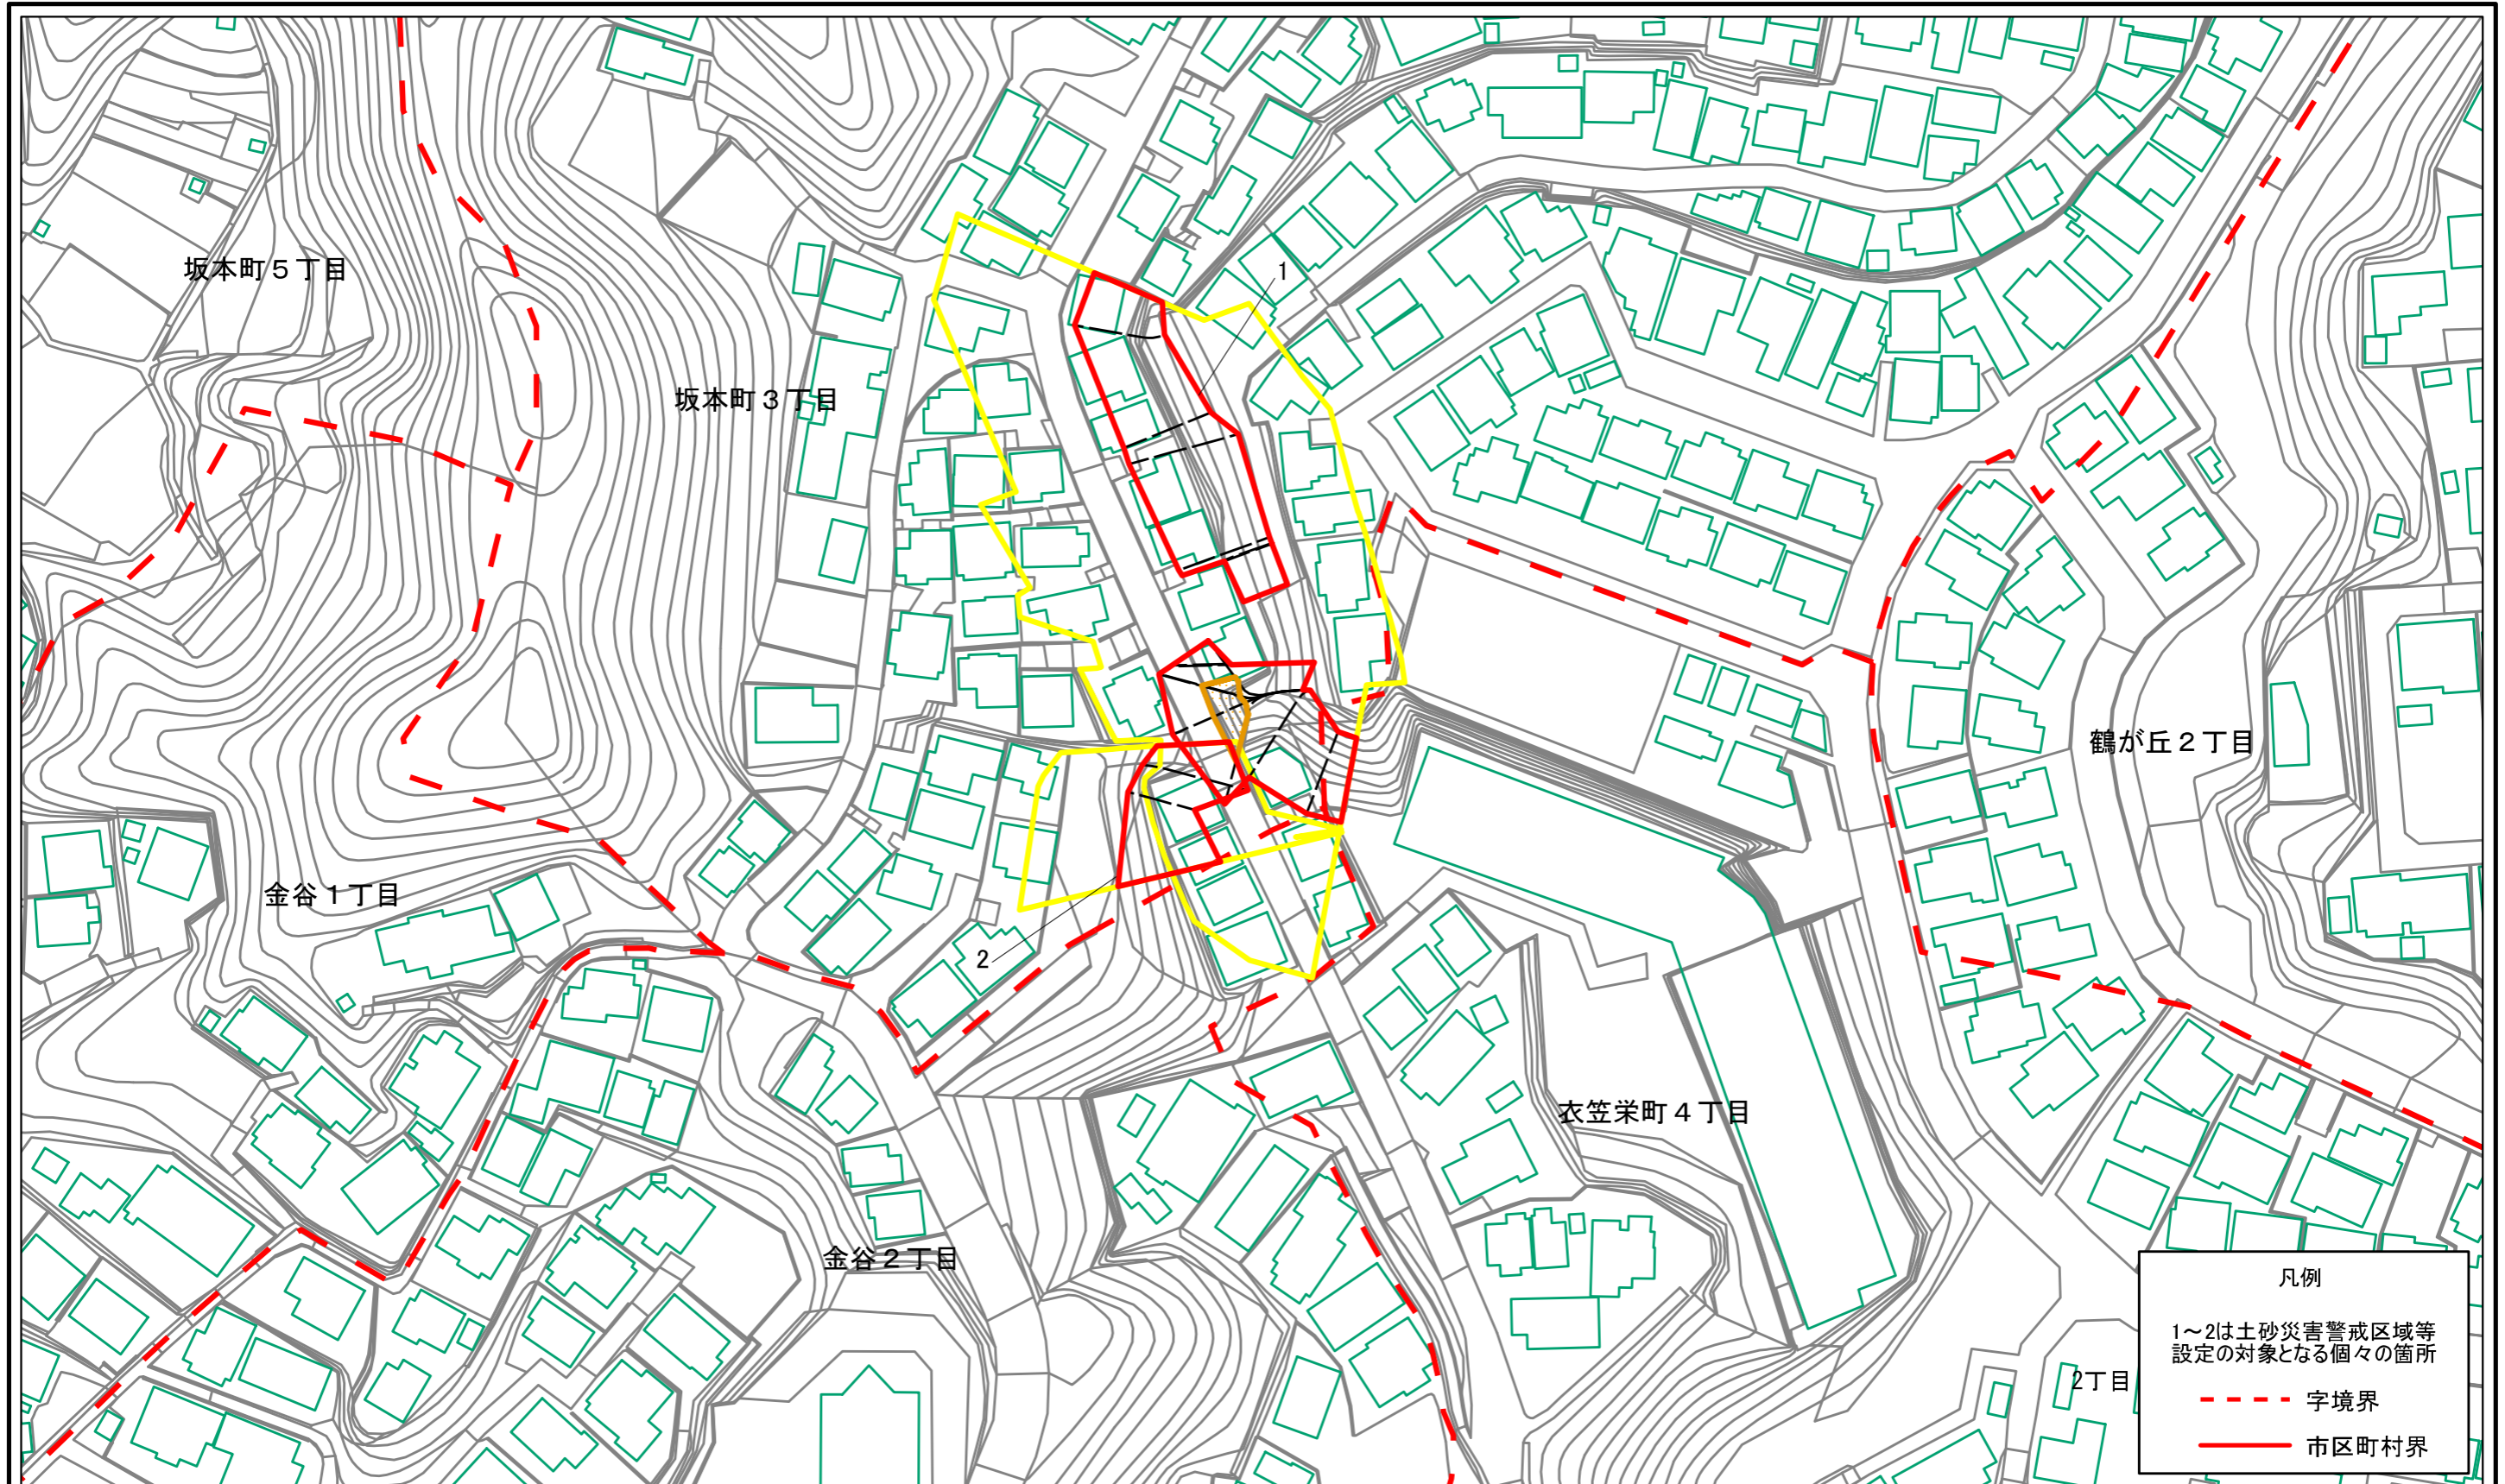 坂本町５丁目
1
坂本町３丁目
鶴が丘２丁目
金谷１丁目
2
衣笠栄町４丁目
金谷２丁目
凡例
1～2は土砂災害警戒区域等
設定の対象となる個々の箇所
2丁目
字境界
市区町村界